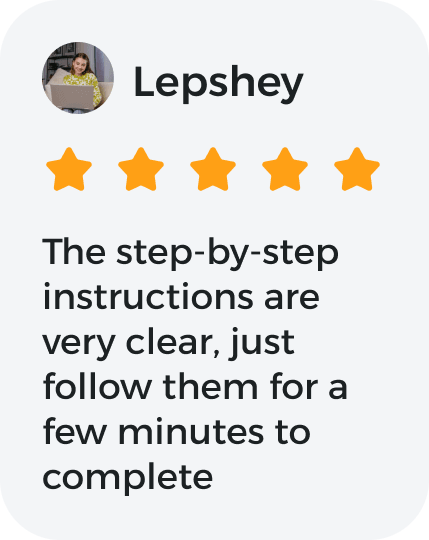 Lepshey
The step-by-step
instructions are
very clear, just
follow them for a
few minutes to
complete